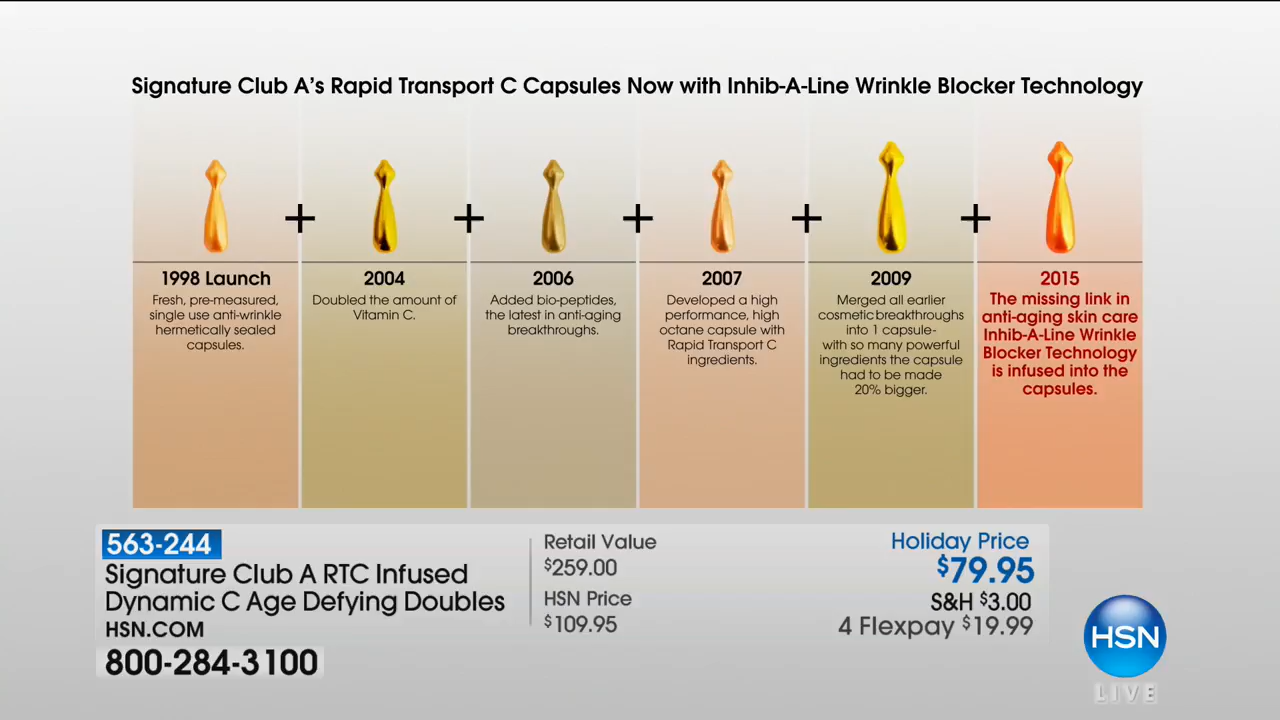 Signature Club A's Rapid Transport C Capsules Now with Inhib-A-Line Wrinkle Blocker Technology
+ + + + +
1998 Launch
Fresh, pre-measured,
single use anti-wrinkle
hermetically sealed
capsules.
2004
Doubled the amount of
Vitamin C.
2006
Added bio-peptides,
the latest in anti-aging
breakthroughs.
2007
Developed a high
performance, high
octane capsule with
Rapid Transport C
ingredients.
2009
Merged all earlier
cosmetic breakthroughs
into 1 capsule-
with so many powerful
ingredients the capsule
had to be made
20% bigger.
2015
The missing link in
anti-aging skin care
Inhib-A-Line Wrinkle
Blocker Technology
is infused into the
capsules.
563-244
Signature Club A RTC Infused
Dynamic C Age Defying Doubles
HSN.COM
800-284-3100
Retail Value
$259.00
HSN Price
$109.95
Holiday Price
$79.95
S&H $3.00
4 Flexpay $19.99
HSN
LIVE